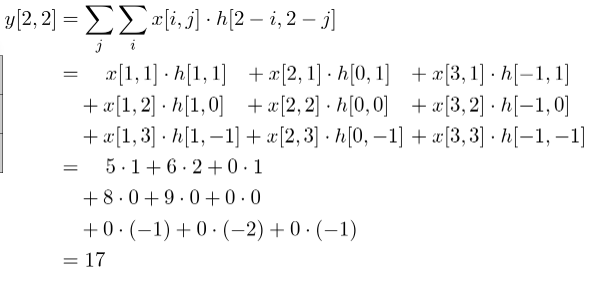 y[2,2] = ∑_j ∑_i x[i,j] · h[2 − i, 2 − j]
= x[1,1] · h[1,1] + x[2,1] · h[0,1] + x[3,1] · h[−1,1]
+ x[1,2] · h[1,0] + x[2,2] · h[0,0] + x[3,2] · h[−1,0]
+ x[1,3] · h[1,−1] + x[2,3] · h[0,−1] + x[3,3] · h[−1,−1]
= 5 · 1 + 6 · 2 + 0 · 1
+ 8 · 0 + 9 · 0 + 0 · 0
+ 0 · (−1) + 0 · (−2) + 0 · (−1)
= 17